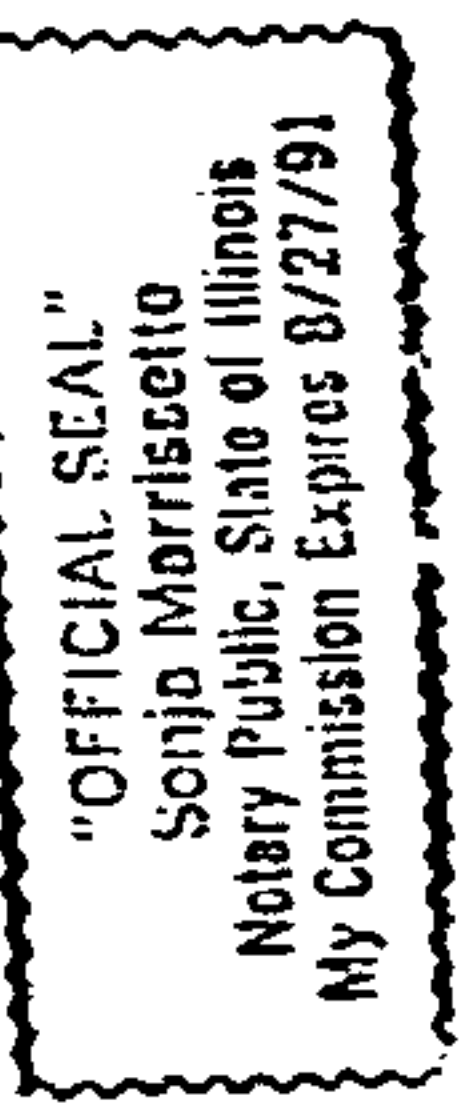 "OFFICIAL SEAL"
Sonja Morrissette
Notary Public, State of Illinois
My Commission Expires 8/27/91